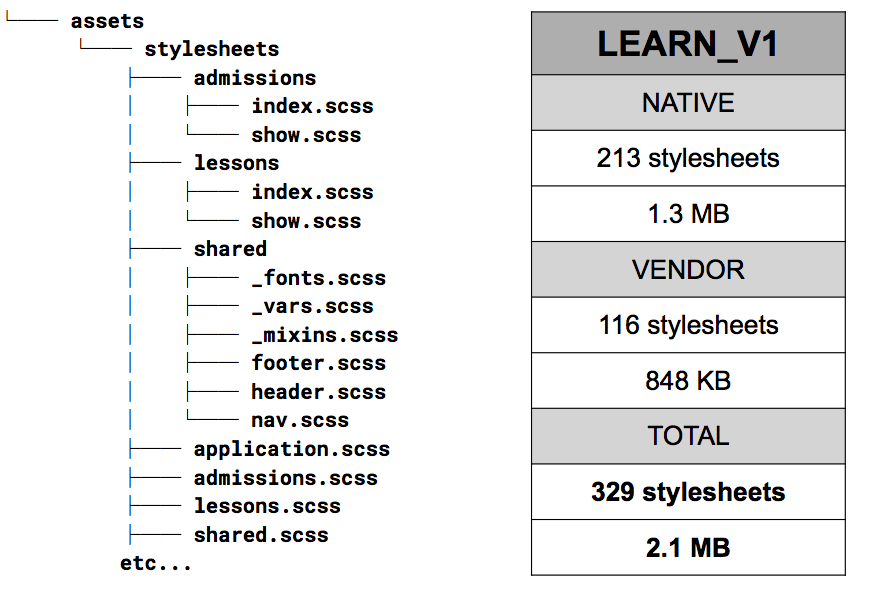 assets
stylesheets
admissions
index.scss
show.scss
lessons
index.scss
show.scss
shared
_fonts.scss
_vars.scss
_mixins.scss
footer.scss
header.scss
nav.scss
application.scss
admissions.scss
lessons.scss
shared.scss
etc...
LEARN_V1
NATIVE
213 stylesheets
1.3 MB
VENDOR
116 stylesheets
848 KB
TOTAL
329 stylesheets
2.1 MB